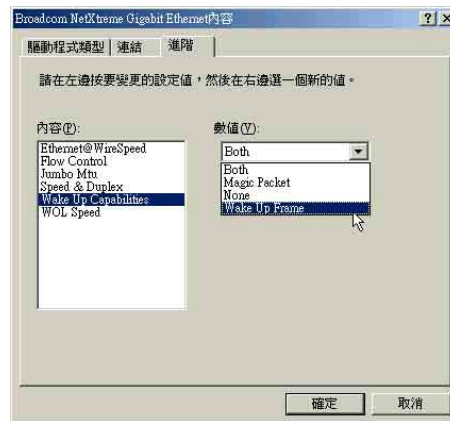 Broadcom NetXtreme Gigabit Ethernet內容
驅動程式類型 連結 進階
請在左邊按要變更的設定值，然後在右邊選一個新的值。
內容(P):
Ethernet@WireSpeed
Flow Control
Jumbo Mtu
Speed & Duplex
Wake Up Capabilities
WOL Speed
數值(V):
Both
Both
Magic Packet
None
Wake Up Frame
確定 取消